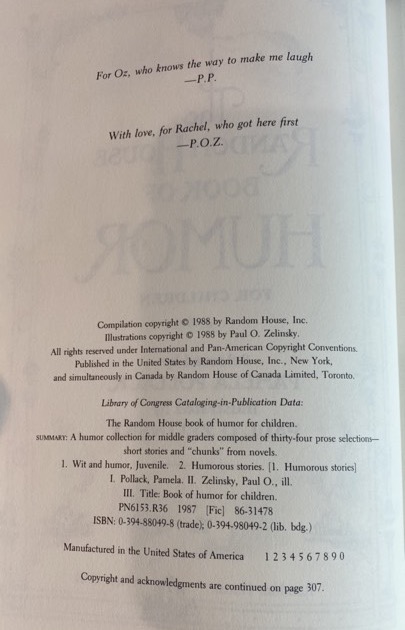 For Oz, who knows the way to make me laugh
—P.P.
With love, for Rachel, who got here first
—P.O.Z.
Compilation copyright © 1988 by Random House, Inc.
Illustrations copyright © 1988 by Paul O. Zelinsky.
All rights reserved under International and Pan-American Copyright Conventions.
Published in the United States by Random House, Inc., New York,
and simultaneously in Canada by Random House of Canada Limited, Toronto.
Library of Congress Cataloging-in-Publication Data:
The Random House book of humor for children.
SUMMARY: A humor collection for middle graders composed of thirty-four prose selections—
short stories and "chunks" from novels.
1. Wit and humor, Juvenile. 2. Humorous stories. [1. Humorous stories]
I. Pollack, Pamela. II. Zelinsky, Paul O., ill.
III. Title: Book of humor for children.
PN6153.R36 1987 [Fic] 86-31478
ISBN: 0-394-88049-8 (trade); 0-394-98049-2 (lib. bdg.)
Manufactured in the United States of America 1 2 3 4 5 6 7 8 9 0
Copyright and acknowledgments are continued on page 307.